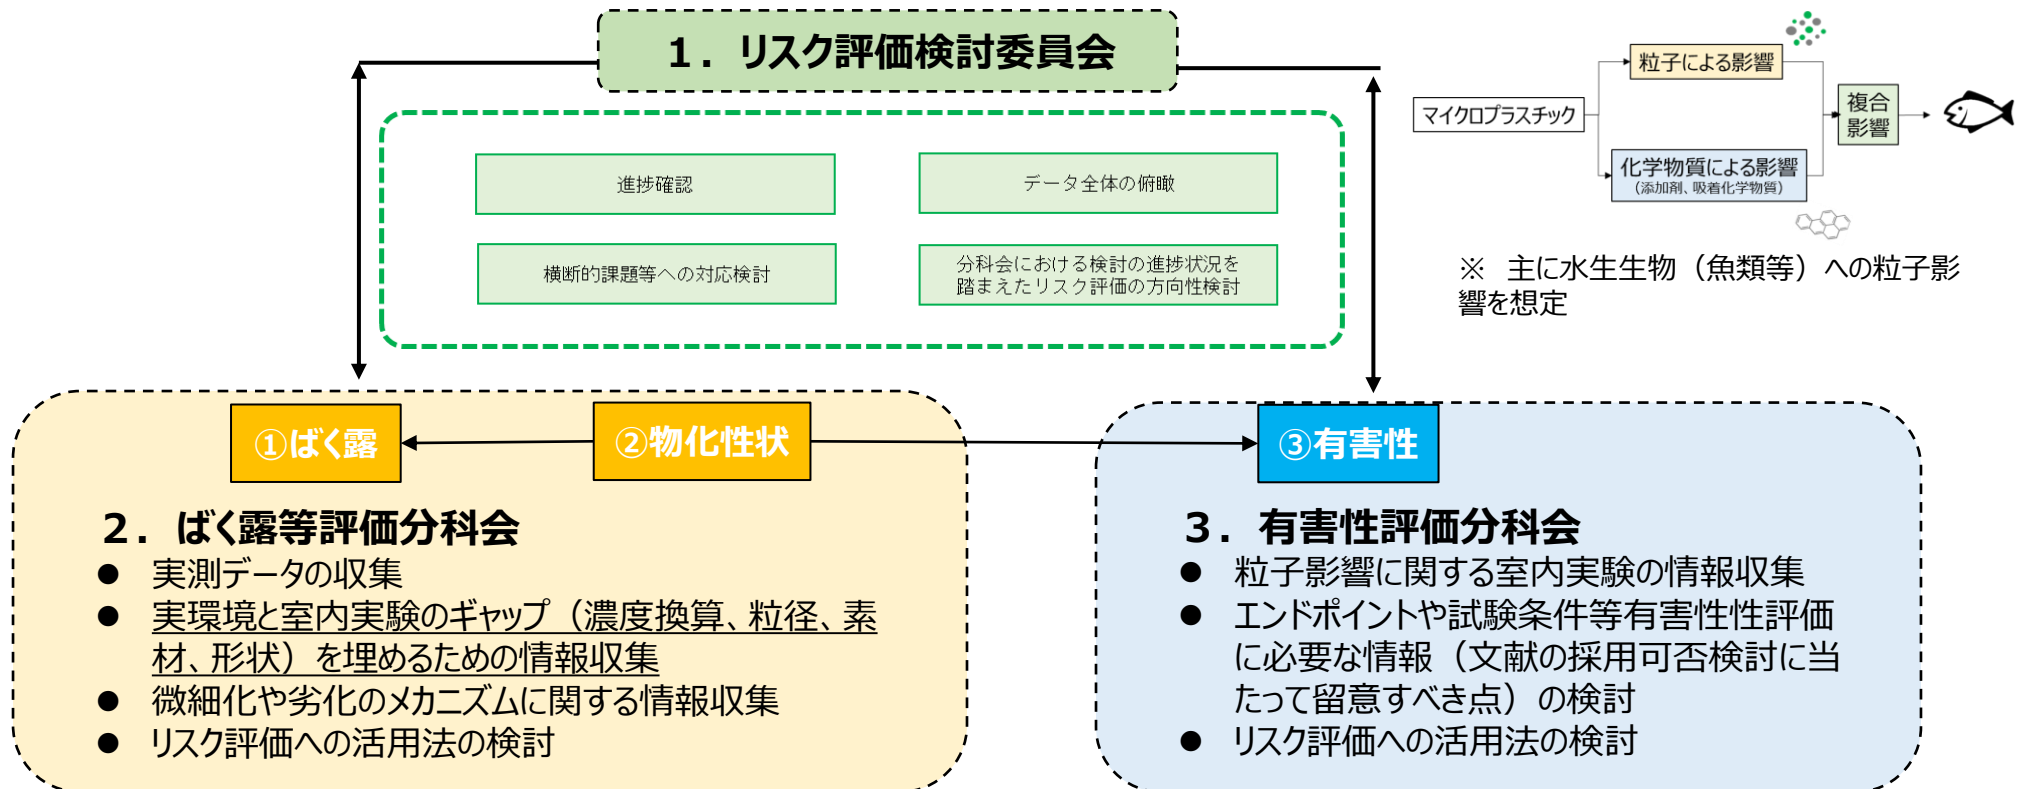 １．リスク評価検討委員会
進捗確認
データ全体の俯瞰
横断的課題等への対応検討
分科会における検討の進捗状況を
踏まえたリスク評価の方向性検討
マイクロプラスチック
粒子による影響
化学物質による影響
（添加剤、吸着化学物質）
複合
影響
※　主に水生生物（魚類等）への粒子影
響を想定
①ばく露
②物化性状
③有害性
２．ばく露等評価分科会
● 実測データの収集
● 実環境と室内実験のギャップ（濃度換算、粒径、素
材、形状）を埋めるための情報収集
● 微細化や劣化のメカニズムに関する情報収集
● リスク評価への活用法の検討
３．有害性評価分科会
● 粒子影響に関する室内実験の情報収集
● エンドポイントや試験条件等有害性性評価
に必要な情報（文献の採用可否検討に当
たって留意すべき点）の検討
● リスク評価への活用法の検討